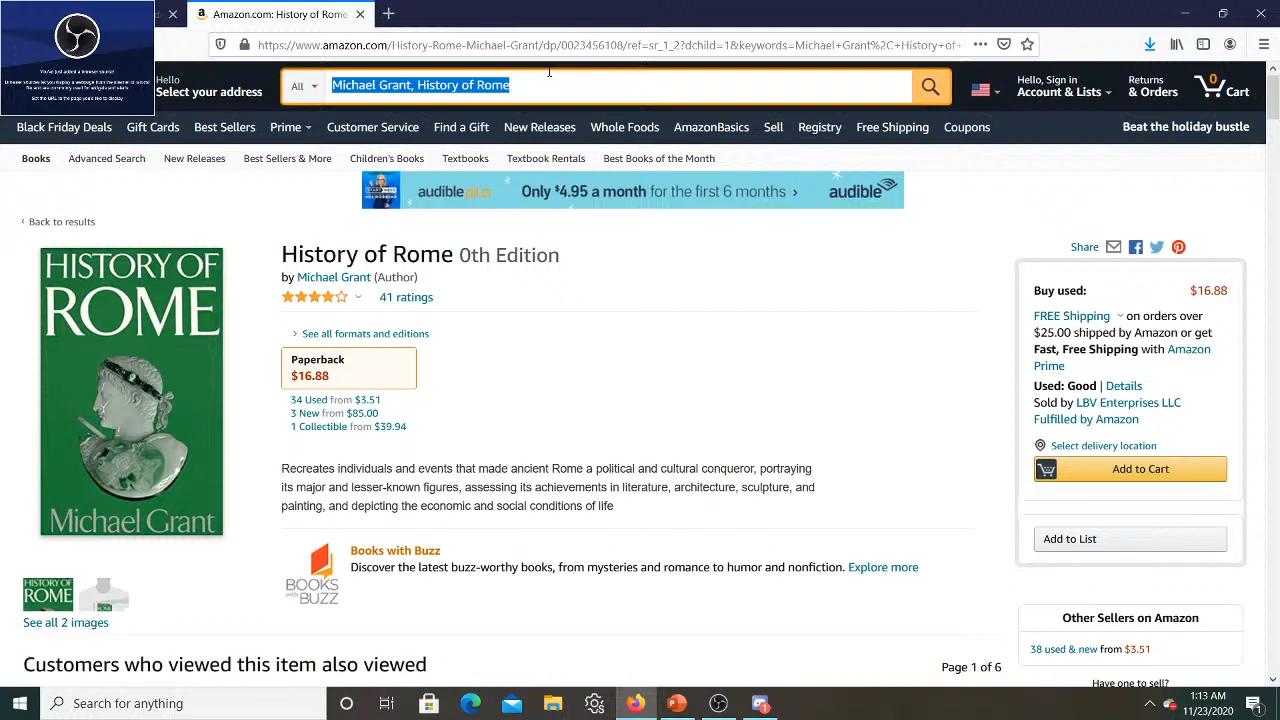 Amazon.com: History of Rome
https://www.amazon.com/History-Rome-Michael-Grant/dp/0023456108/ref=sr_1_2?dchild=1&keywords=Michael+Grant%2C+History+of+
You've just added a browser source!
Hello
Select your address
All
Michael Grant, History of Rome
Hello, Sign in
Account & Lists
Returns
& Orders
0
Cart
Black Friday Deals Gift Cards Best Sellers Prime Customer Service Find a Gift New Releases Whole Foods AmazonBasics Sell Registry Free Shipping Coupons
Beat the holiday bustle
Books Advanced Search New Releases Best Sellers & More Children's Books Textbooks Textbook Rentals Best Books of the Month
audible plus Only $4.95 a month for the first 6 months › audible
‹ Back to results
HISTORY OF
ROME
Michael Grant
HISTORY OF
ROME
See all 2 images
History of Rome 0th Edition
by Michael Grant (Author)
41 ratings
› See all formats and editions
Paperback
$16.88
34 Used from $3.51
3 New from $85.00
1 Collectible from $39.94
Recreates individuals and events that made ancient Rome a political and cultural conqueror, portraying
its major and lesser-known figures, assessing its achievements in literature, architecture, sculpture, and
painting, and depicting the economic and social conditions of life
BOOKS
with BUZZ
Books with Buzz
Discover the latest buzz-worthy books, from mysteries and romance to humor and nonfiction. Explore more
Share
Buy used: $16.88
FREE Shipping on orders over
$25.00 shipped by Amazon or get
Fast, Free Shipping with Amazon
Prime
Used: Good | Details
Sold by LBV Enterprises LLC
Fulfilled by Amazon
Select delivery location
Add to Cart
Add to List
Other Sellers on Amazon
38 used & new from $3.51
Have one to sell?
Customers who viewed this item also viewed
Page 1 of 6
Search for anything
1:13 AM
11/23/2020